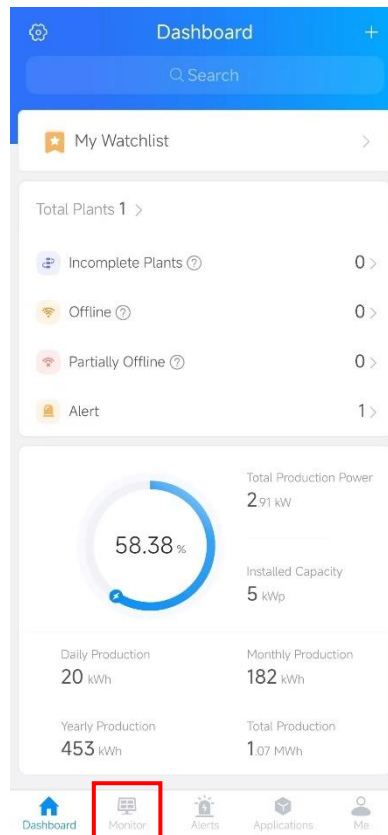 Dashboard
Search
My Watchlist
Total Plants 1
Incomplete Plants ? 0
Offline ? 0
Partially Offline ? 0
Alert 1
58.38 %
Total Production Power
2.91 kW
Installed Capacity
5 kWp
Daily Production
20 kWh
Monthly Production
182 kWh
Yearly Production
453 kWh
Total Production
1.07 MWh
Dashboard Monitor Alerts Applications Me